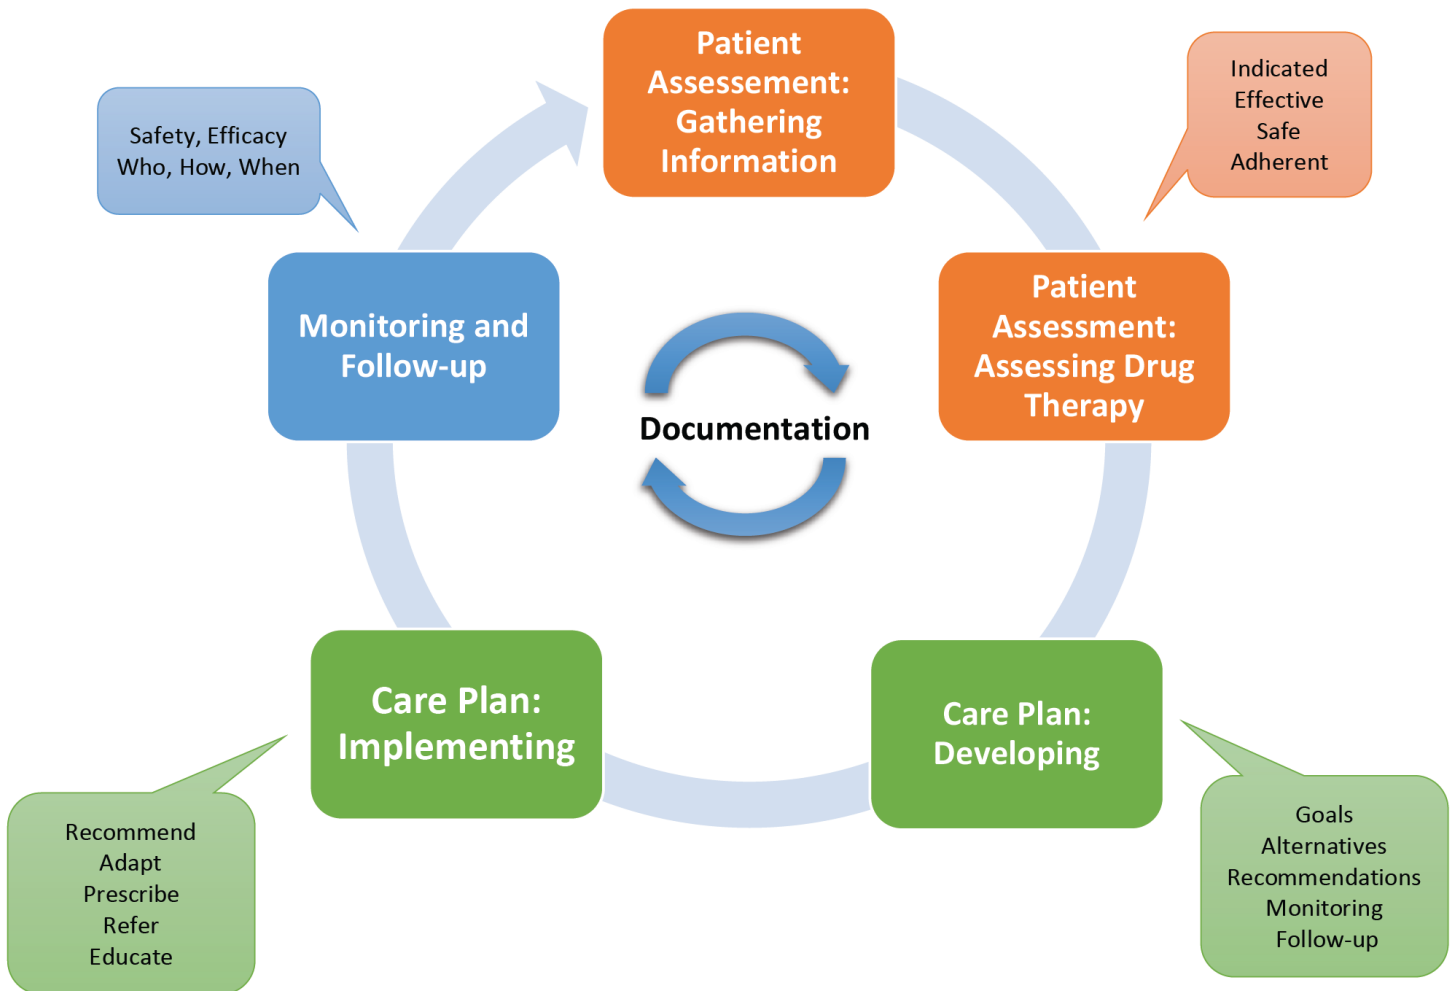 Patient
Assessement:
Gathering
Information
Indicated
Effective
Safe
Adherent
Safety, Efficacy
Who, How, When
Patient
Assessment:
Assessing Drug
Therapy
Monitoring and
Follow-up
Documentation
Care Plan:
Implementing
Care Plan:
Developing
Recommend
Adapt
Prescribe
Refer
Educate
Goals
Alternatives
Recommendations
Monitoring
Follow-up